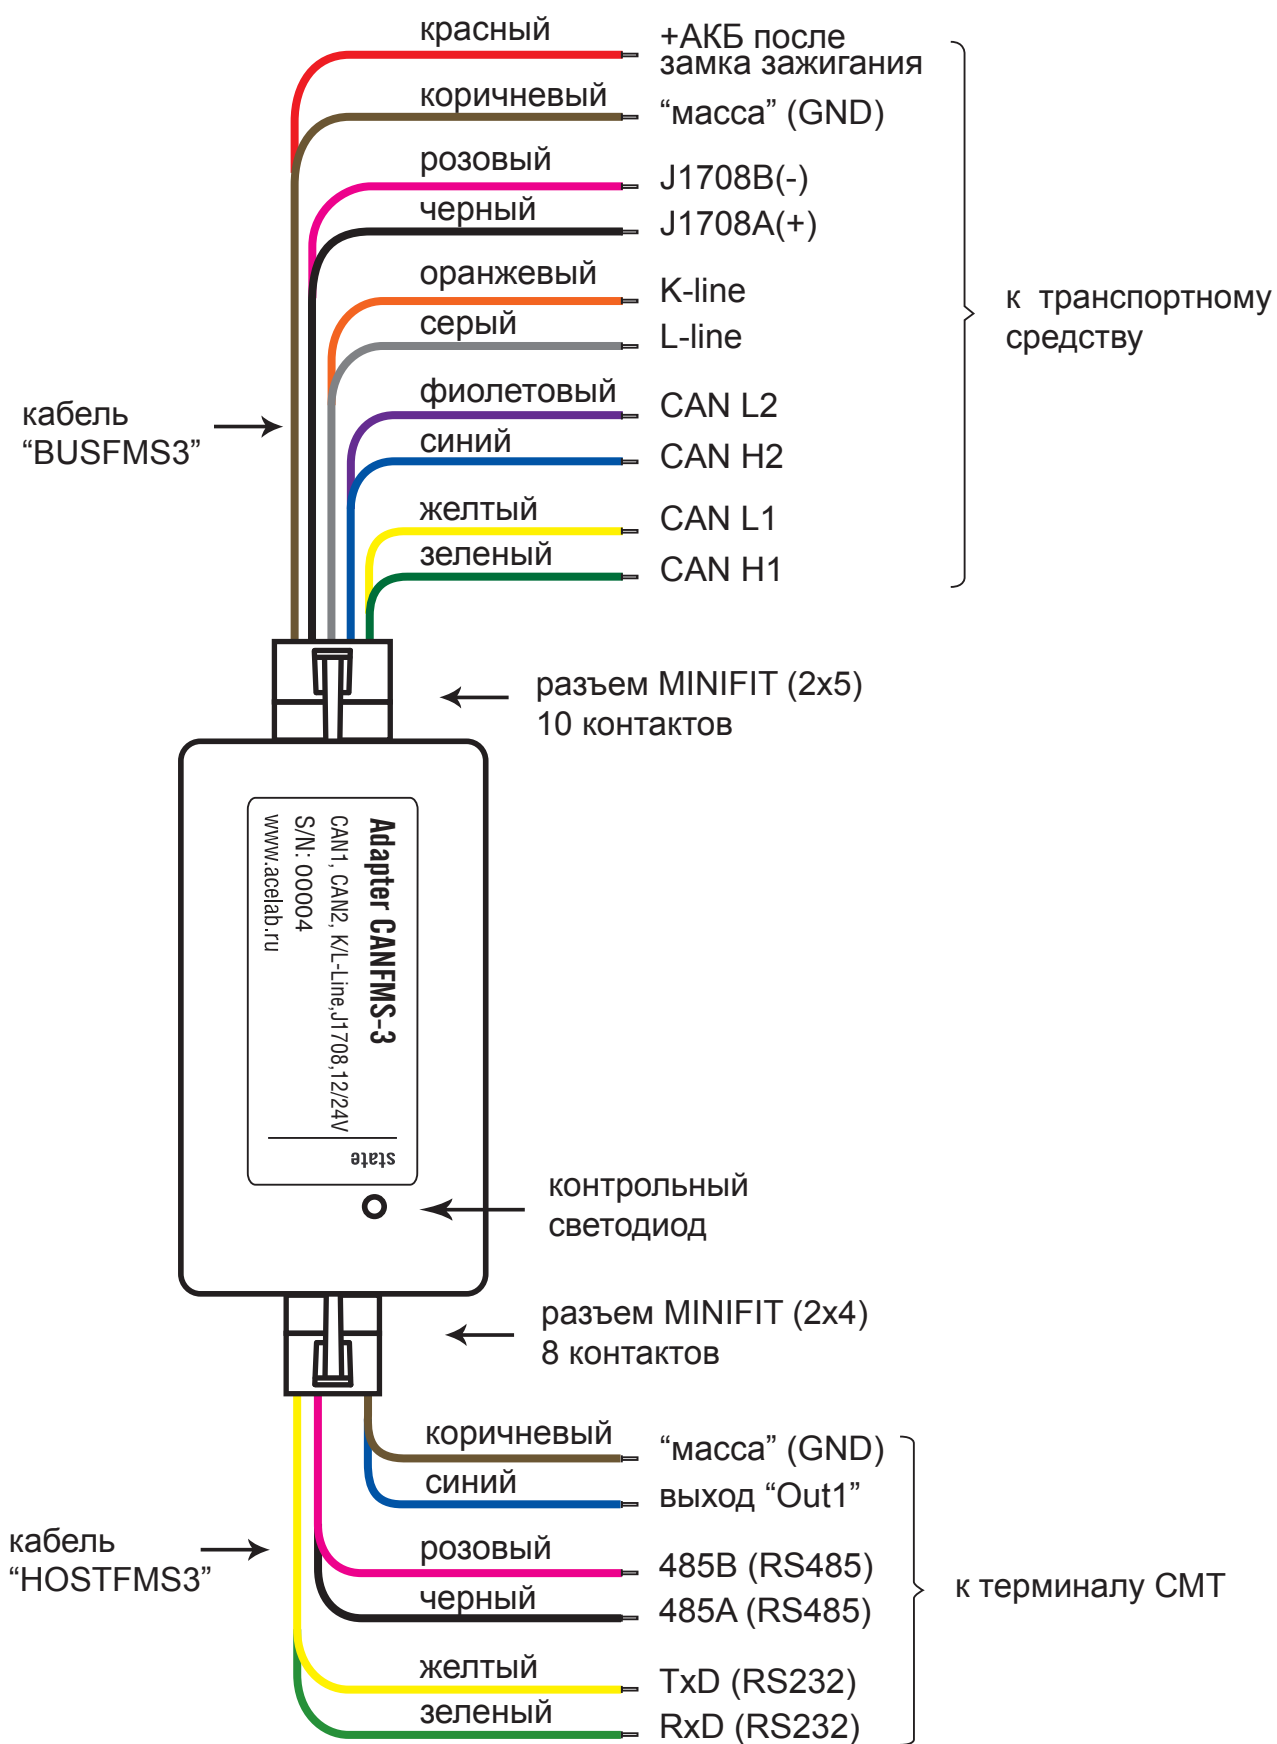 красный
+АКБ после
замка зажигания
коричневый
“масса” (GND)
розовый
J1708B(-)
черный
J1708A(+)
оранжевый
K-line
серый
L-line
к транспортному
средству
фиолетовый
CAN L2
кабель
“BUSFMS3”
синий
CAN H2
желтый
CAN L1
зеленый
CAN H1
разъем MINIFIT (2x5)
10 контактов
Adapter CANFMS-3
CAN1, CAN2, K/L-Line,J1708,12/24V
S/N: 00004
www.acelab.ru
state
контрольный
светодиод
разъем MINIFIT (2x4)
8 контактов
коричневый
“масса” (GND)
синий
выход “Out1”
кабель
“HOSTFMS3”
розовый
485B (RS485)
черный
485A (RS485)
к терминалу СМТ
желтый
TxD (RS232)
зеленый
RxD (RS232)